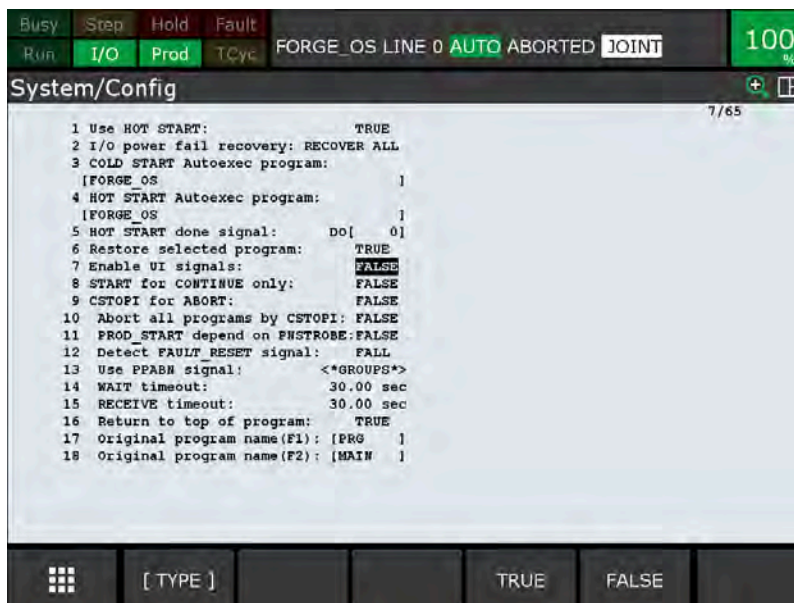 Busy Step Hold Fault
Run I/O Prod TCyc
FORGE_OS LINE 0 AUTO ABORTED JOINT
100
%
System/Config
7/65
1 Use HOT START: TRUE
2 I/O power fail recovery: RECOVER ALL
3 COLD START Autoexec program:
[FORGE_OS ]
4 HOT START Autoexec program:
[FORGE_OS ]
5 HOT START done signal: DO[ 0]
6 Restore selected program: TRUE
7 Enable UI signals: FALSE
8 START for CONTINUE only: FALSE
9 CSTOPI for ABORT: FALSE
10 Abort all programs by CSTOPI: FALSE
11 PROD_START depend on PNSTROBE:FALSE
12 Detect FAULT_RESET signal: FALL
13 Use PPABN signal: <*GROUPS*>
14 WAIT timeout: 30.00 sec
15 RECEIVE timeout: 30.00 sec
16 Return to top of program: TRUE
17 Original program name(F1): [PRG ]
18 Original program name(F2): [MAIN ]
[ TYPE ] TRUE FALSE